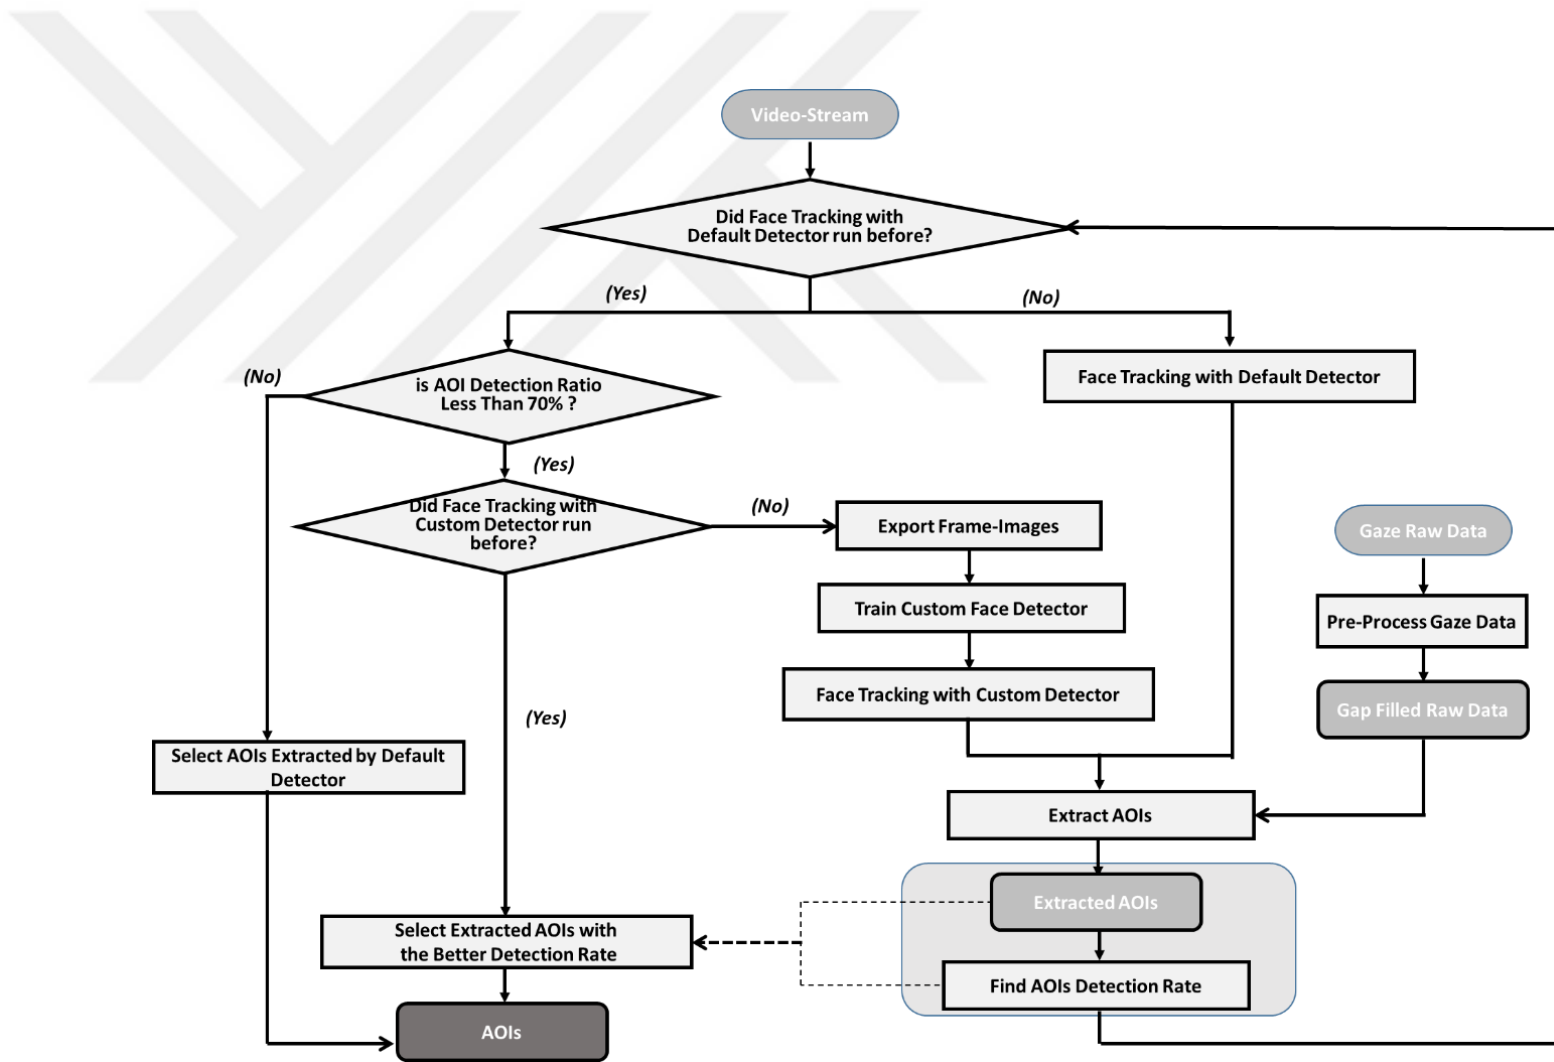 Video-Stream
Did Face Tracking with
Default Detector run before?
(Yes)
(No)
is AOI Detection Ratio
Less Than 70% ?
(No)
Face Tracking with Default Detector
(Yes)
Did Face Tracking with
Custom Detector run
before?
(No)
Export Frame-Images
Gaze Raw Data
Train Custom Face Detector
Pre-Process Gaze Data
Face Tracking with Custom Detector
Gap Filled Raw Data
(Yes)
Select AOIs Extracted by Default
Detector
Extract AOIs
Extracted AOIs
Select Extracted AOIs with
the Better Detection Rate
Find AOIs Detection Rate
AOIs